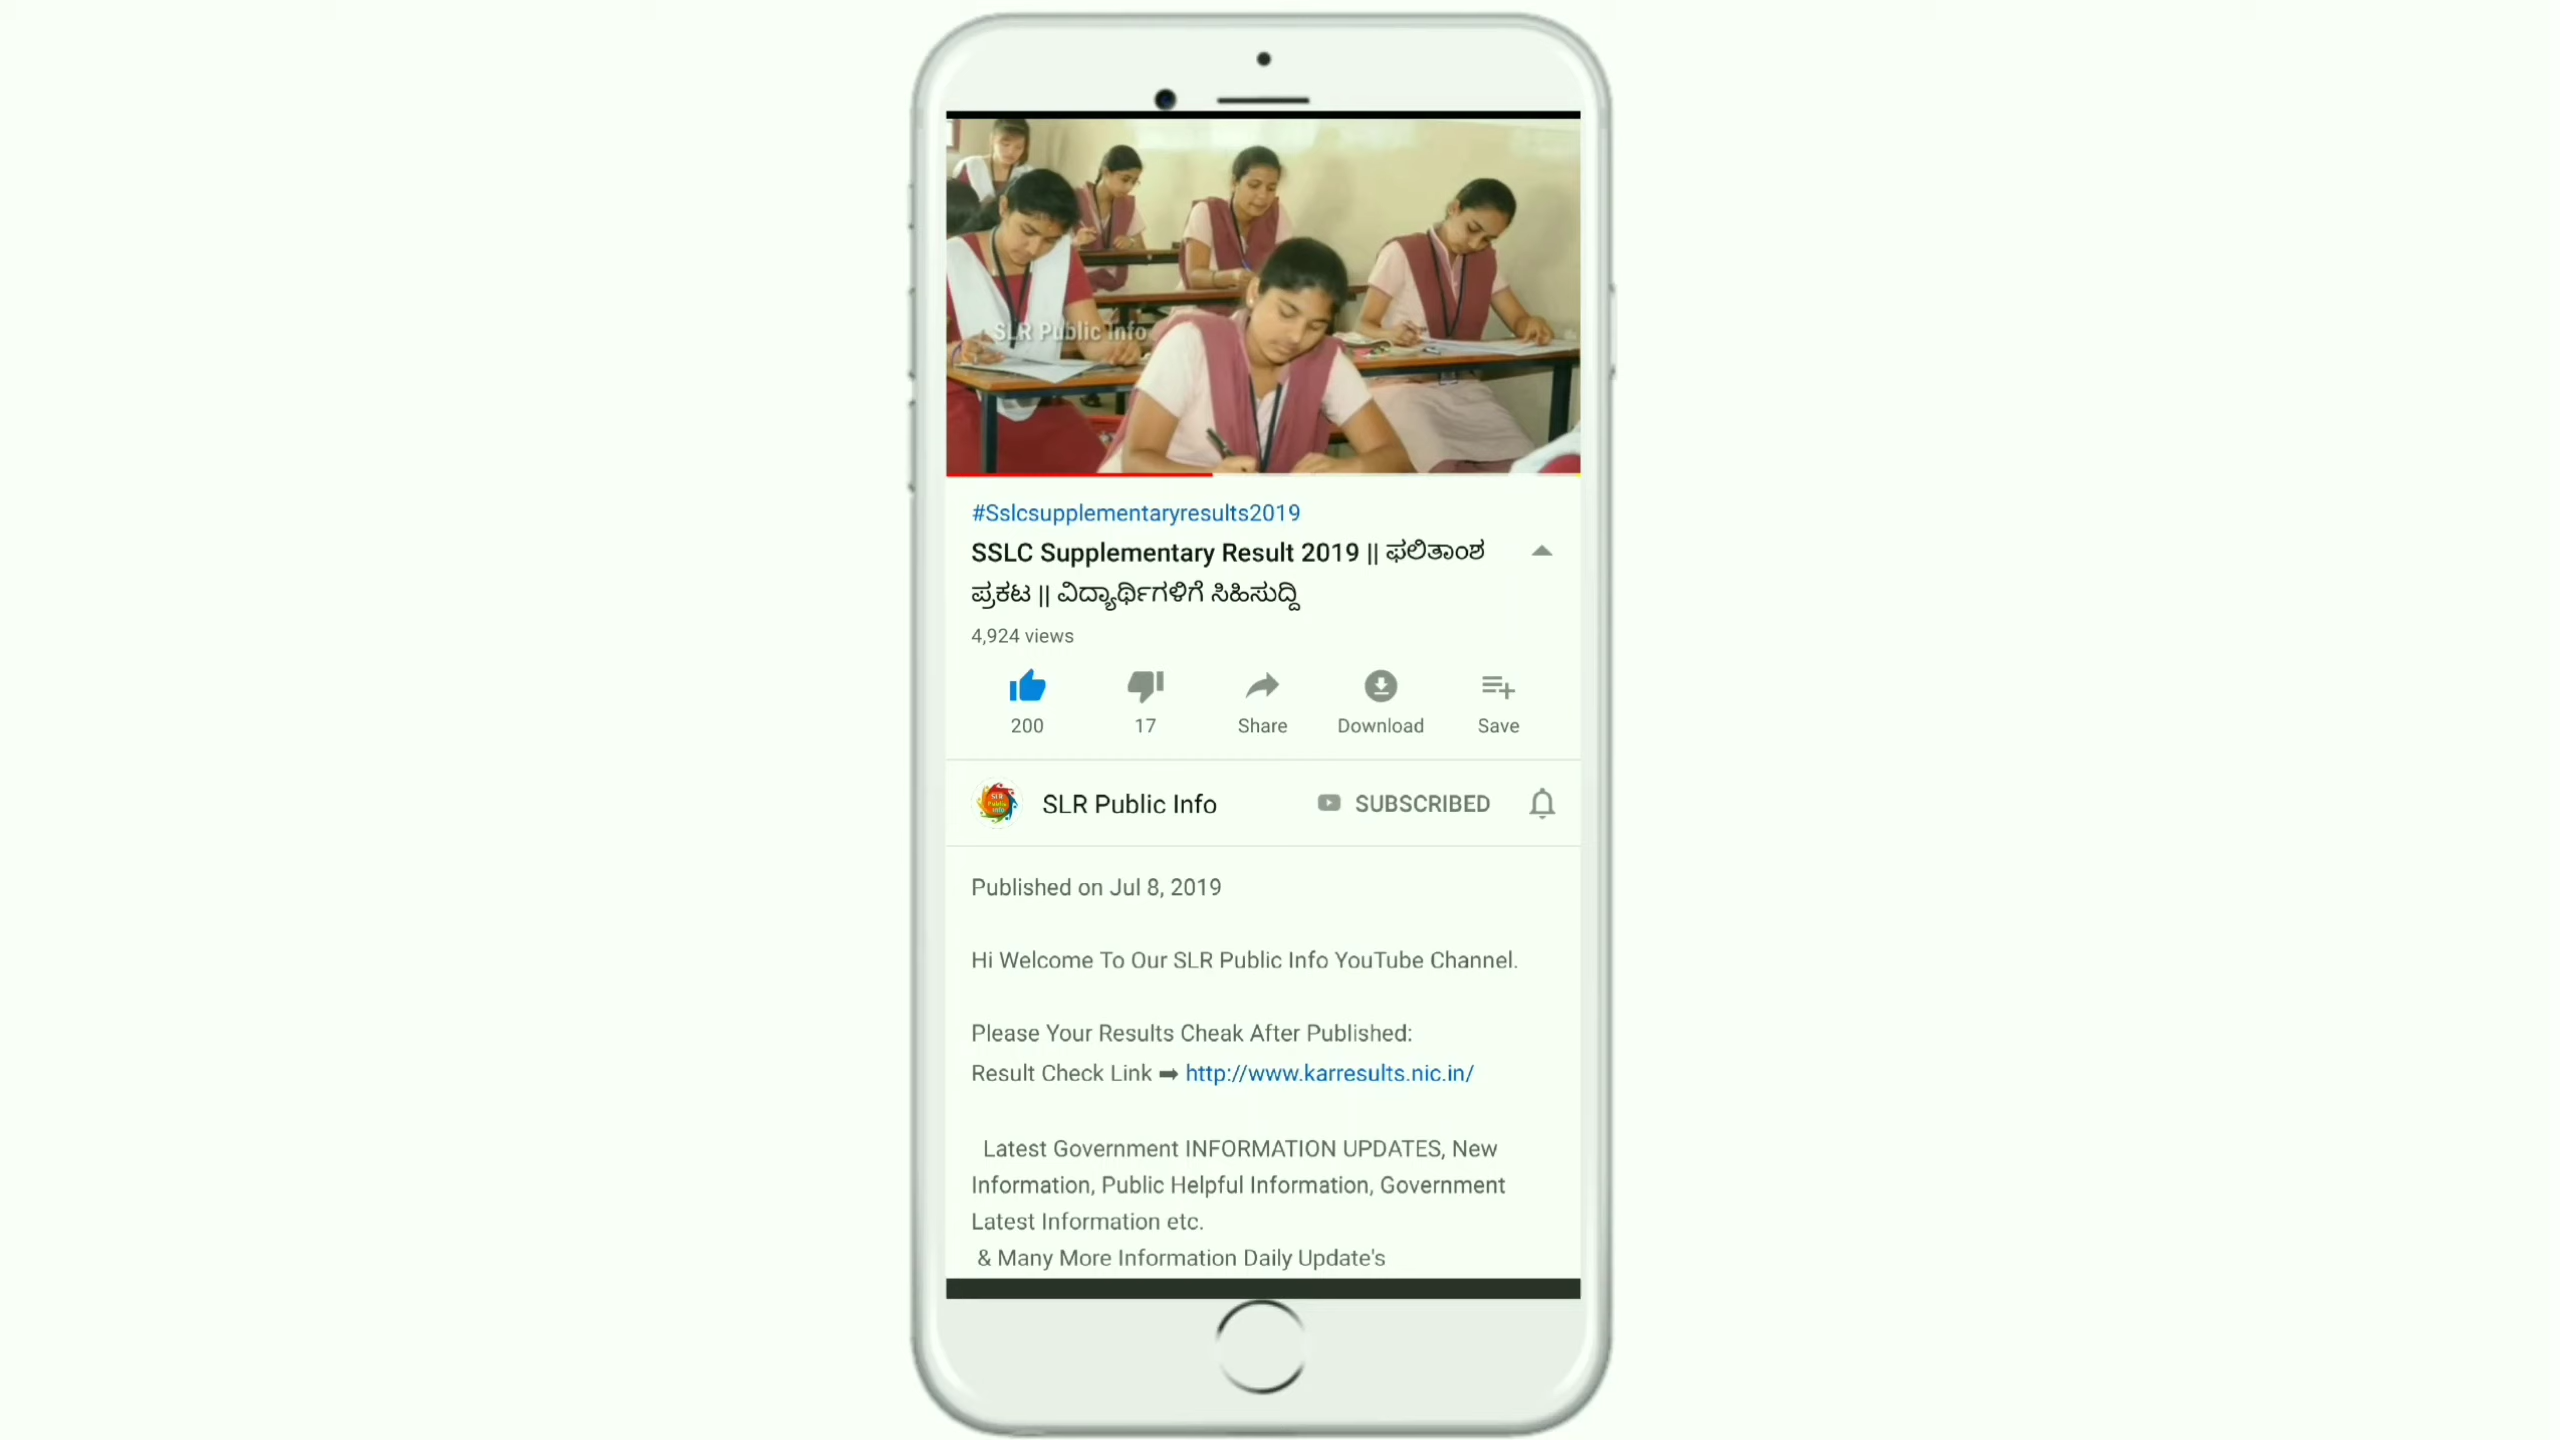 SLR Public Info
#Sslcsupplementaryresults2019
SSLC Supplementary Result 2019 || ಫಲಿತಾಂಶ
ಪ್ರಕಟ || ವಿದ್ಯಾರ್ಥಿಗಳಿಗೆ ಸಿಹಿಸುದ್ದಿ
4,924 views
200 17 Share Download Save
SLR Public Info
SLR Public Info SUBSCRIBED
Published on Jul 8, 2019
Hi Welcome To Our SLR Public Info YouTube Channel.
Please Your Results Cheak After Published:
Result Check Link ➡ http://www.karresults.nic.in/
Latest Government INFORMATION UPDATES, New
Information, Public Helpful Information, Government
Latest Information etc.
& Many More Information Daily Update's